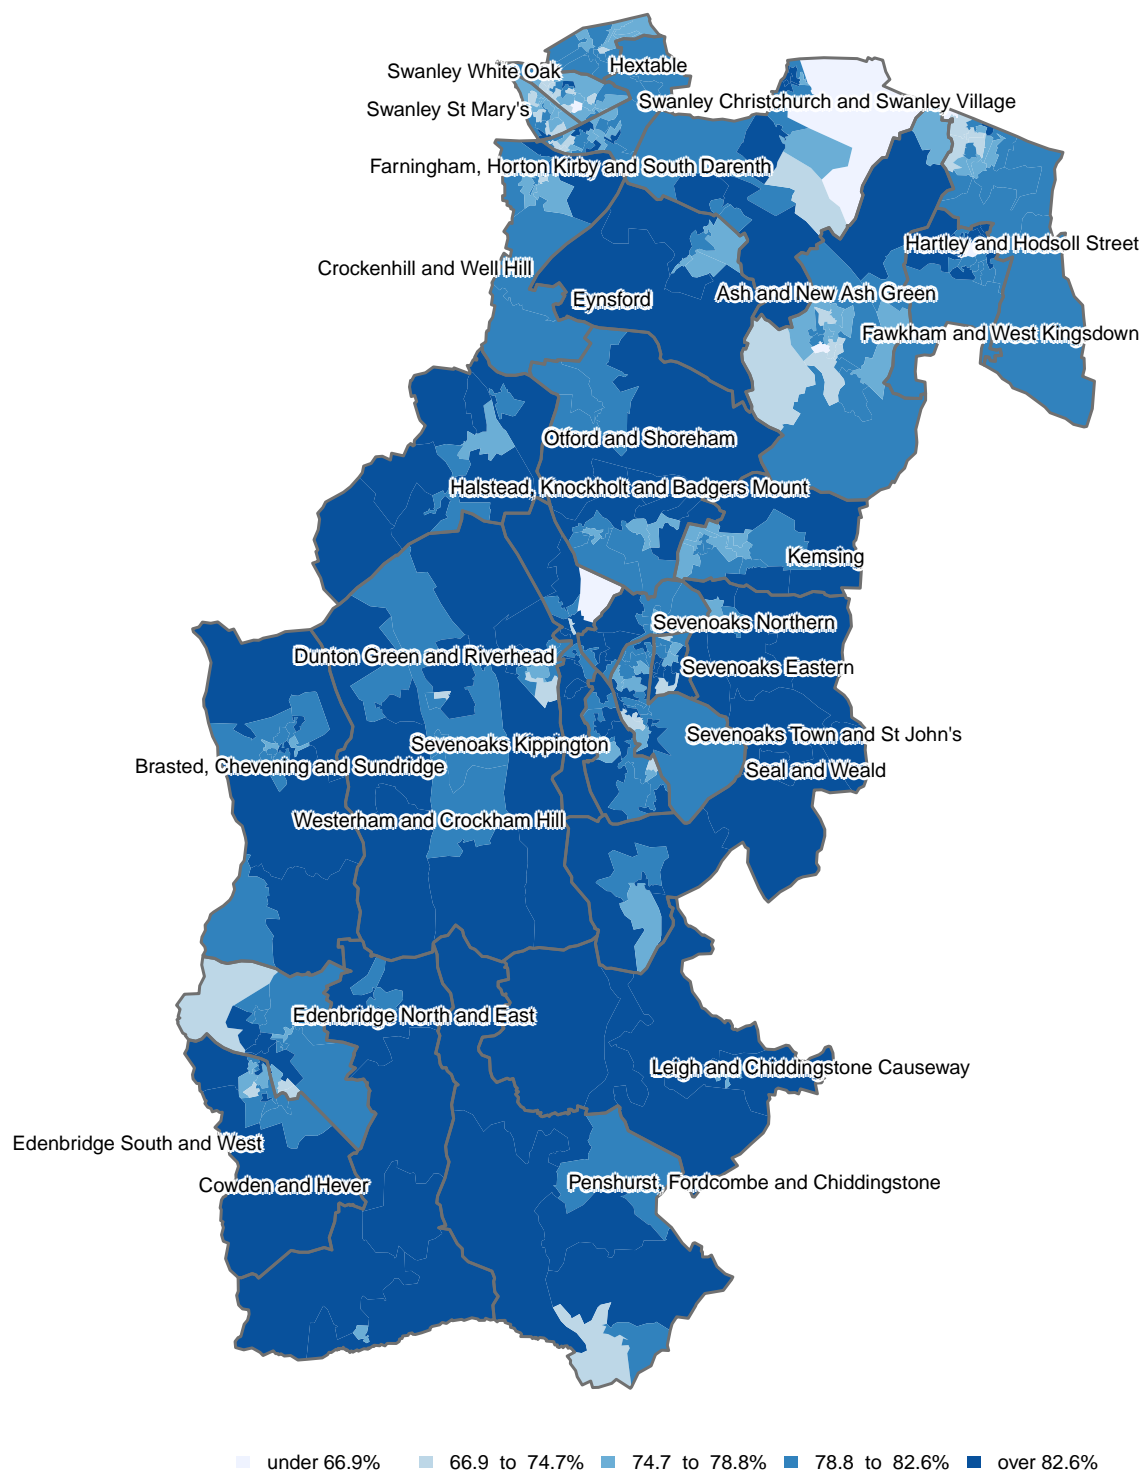 Hextable
Swanley White Oak
Swanley Christchurch and Swanley Village
Swanley St Mary's
Farningham, Horton Kirby and South Darenth
Hartley and Hodsoll Street
Crockenhill and Well Hill
Ash and New Ash Green
Eynsford
Fawkham and West Kingsdown
Otford and Shoreham
Halstead, Knockholt and Badgers Mount
Kemsing
Sevenoaks Northern
Dunton Green and Riverhead
Sevenoaks Eastern
Sevenoaks Town and St John's
Sevenoaks Kippington
Brasted, Chevening and Sundridge
Seal and Weald
Westerham and Crockham Hill
Edenbridge North and East
Leigh and Chiddingstone Causeway
Edenbridge South and West
Penshurst, Fordcombe and Chiddingstone
Cowden and Hever
under 66.9% 66.9 to 74.7% 74.7 to 78.8% 78.8 to 82.6% over 82.6%